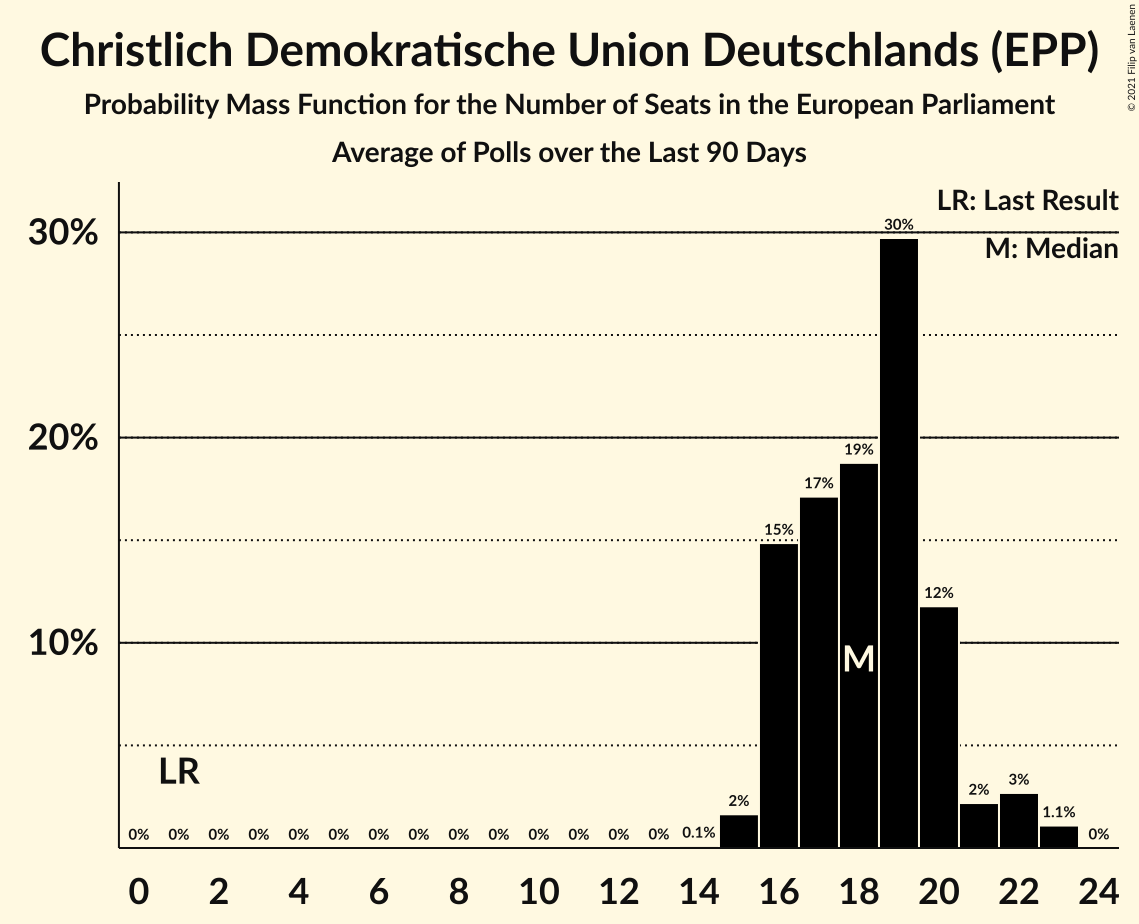 Christlich Demokratische Union Deutschlands (EPP)
Probability Mass Function for the Number of Seats in the European Parliament
Average of Polls over the Last 90 Days
© 2021 Filip van Laenen
LR: Last Result
M: Median
30%
20%
10%
30%
19%
17%
15%
12%
M
LR
0% 0% 0% 0% 0% 0% 0% 0% 0% 0% 0% 0% 0% 0% 0.1% 2% 2% 3% 1.1% 0%
0 2 4 6 8 10 12 14 16 18 20 22 24